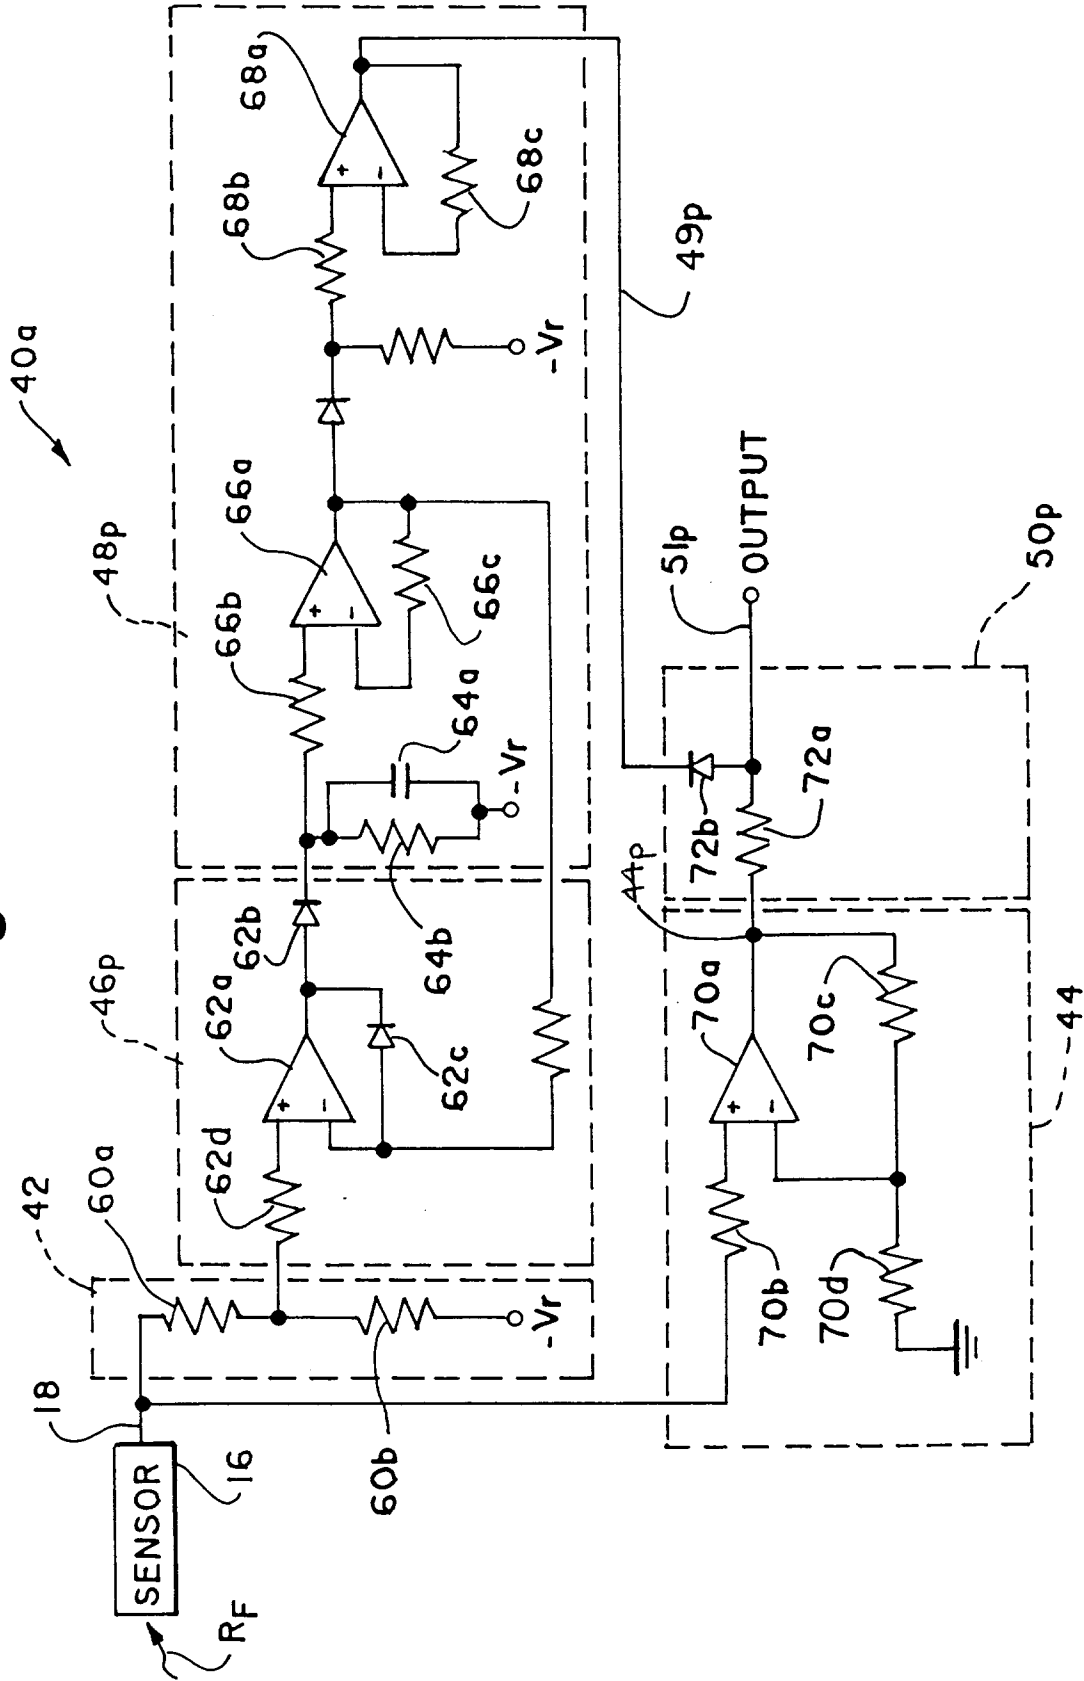 40a
48p
68a
68b
+
-
68c
-Vr
66a
66b
+
-
66c
64a
-Vr
64b
46p
62a
62b
62c
62d
+
-
42
60a
60b
-Vr
18
SENSOR
16
RF
49p
OUTPUT
51p
50p
72a
72b
44p
70a
+
-
70c
70b
70d
44